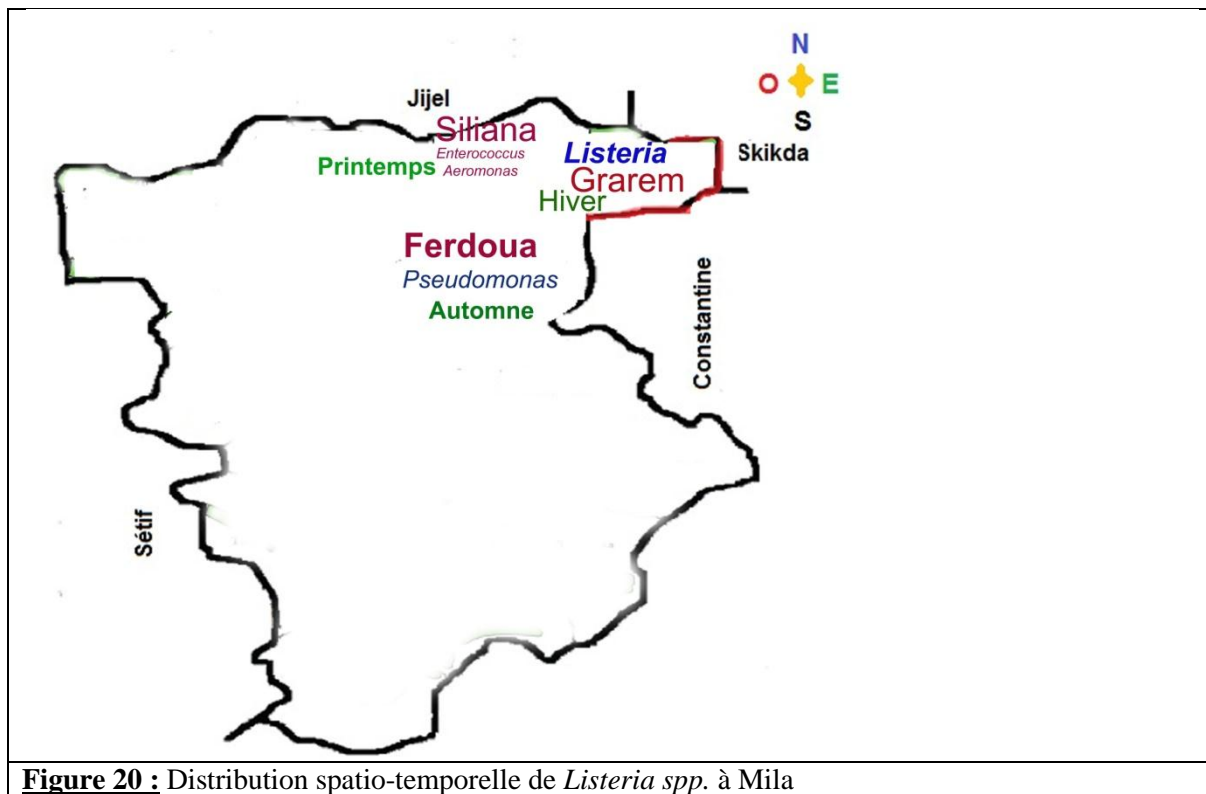 N
O E
S
Jijel
Siliana
Enterococcus
Printemps Aeromonas
Listeria
Grarem
Hiver
Skikda
Ferdoua
Pseudomonas
Automne
Constantine
Sétif
Figure 20 : Distribution spatio-temporelle de Listeria spp. à Mila